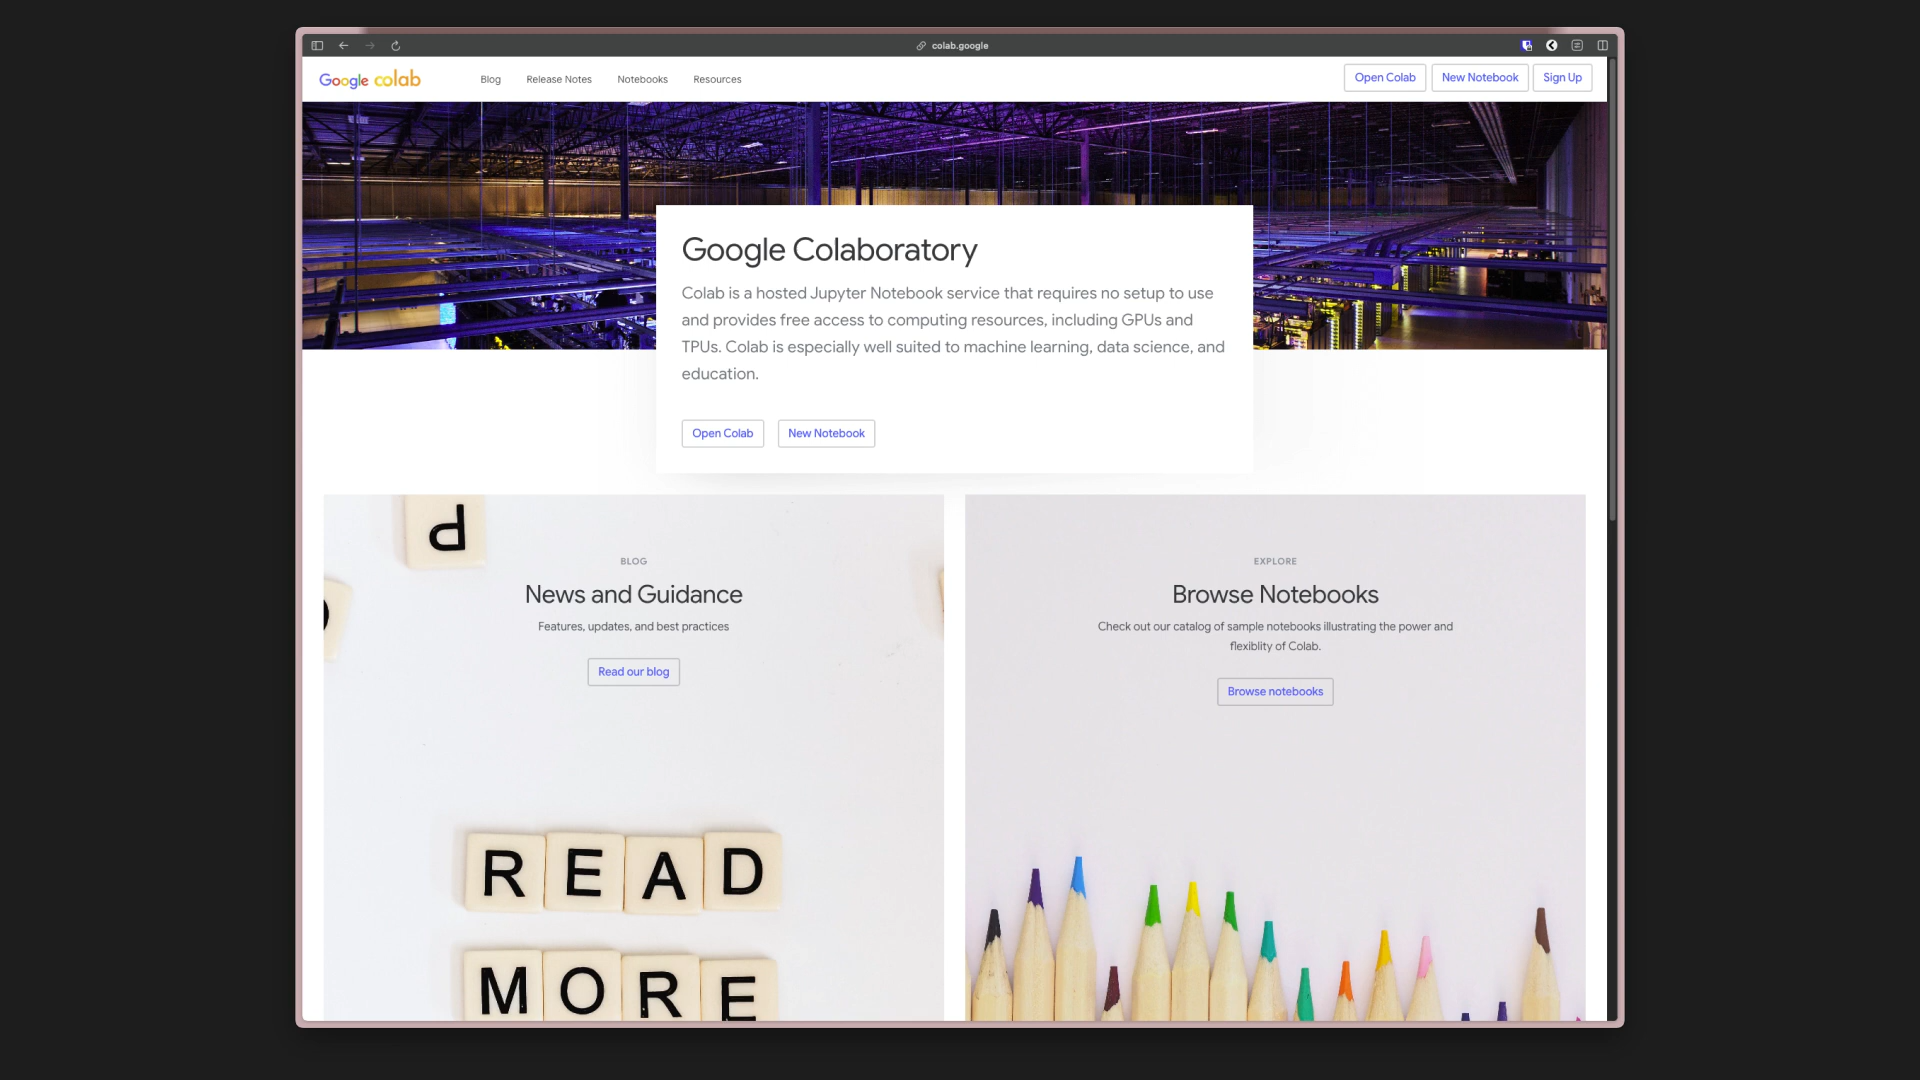 colab.google
Google colab
Blog
Release Notes
Notebooks
Resources
Open Colab
New Notebook
Sign Up
Google Colaboratory
Colab is a hosted Jupyter Notebook service that requires no setup to use
and provides free access to computing resources, including GPUs and
TPUs. Colab is especially well suited to machine learning, data science, and
education.
Open Colab
New Notebook
P
BLOG
News and Guidance
Features, updates, and best practices
Read our blog
READ
MORE
EXPLORE
Browse Notebooks
Check out our catalog of sample notebooks illustrating the power and
flexiblity of Colab.
Browse notebooks